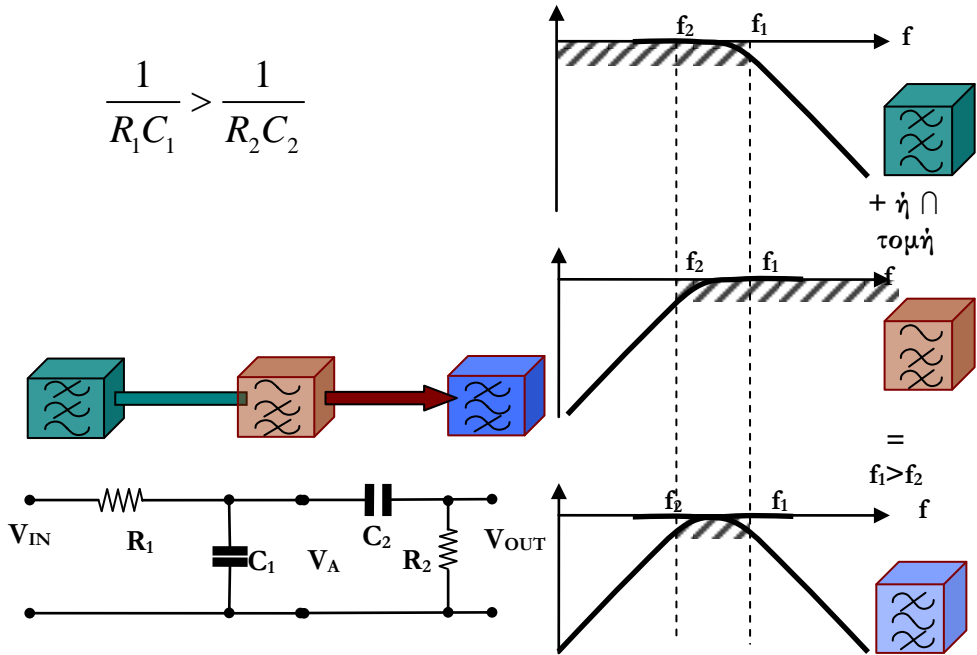 1/(R₁C₁) > 1/(R₂C₂)
f₂ f₁ f
+ ή ∩
τομή
f₂ f₁ f
=
f₁>f₂
f₂ f₁ f
V_IN R₁ C₁ V_A C₂ R₂ V_OUT